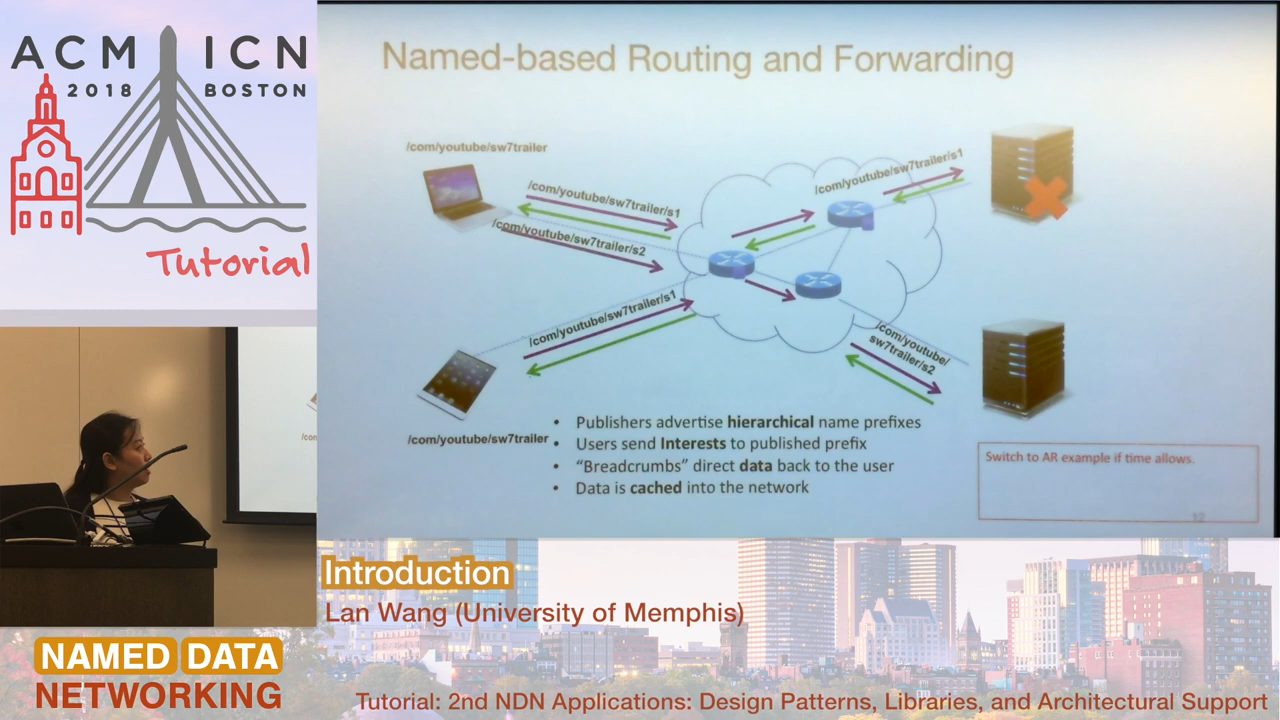 ACM ICN
2018 BOSTON
Tutorial
Named-based Routing and Forwarding
/com/youtube/sw7trailer
/com/youtube/sw7trailer/s1
/com/youtube/sw7trailer/s2
/com/youtube/sw7trailer/s1
/com/youtube/sw7trailer/s1
/com/youtube/
sw7trailer/s2
/com/youtube/sw7trailer
• Publishers advertise hierarchical name prefixes
• Users send Interests to published prefix
• “Breadcrumbs” direct data back to the user
• Data is cached into the network
Switch to AR example if time allows.
12
Introduction
Lan Wang (University of Memphis)
NAMED DATA
NETWORKING
Tutorial: 2nd NDN Applications: Design Patterns, Libraries, and Architectural Support